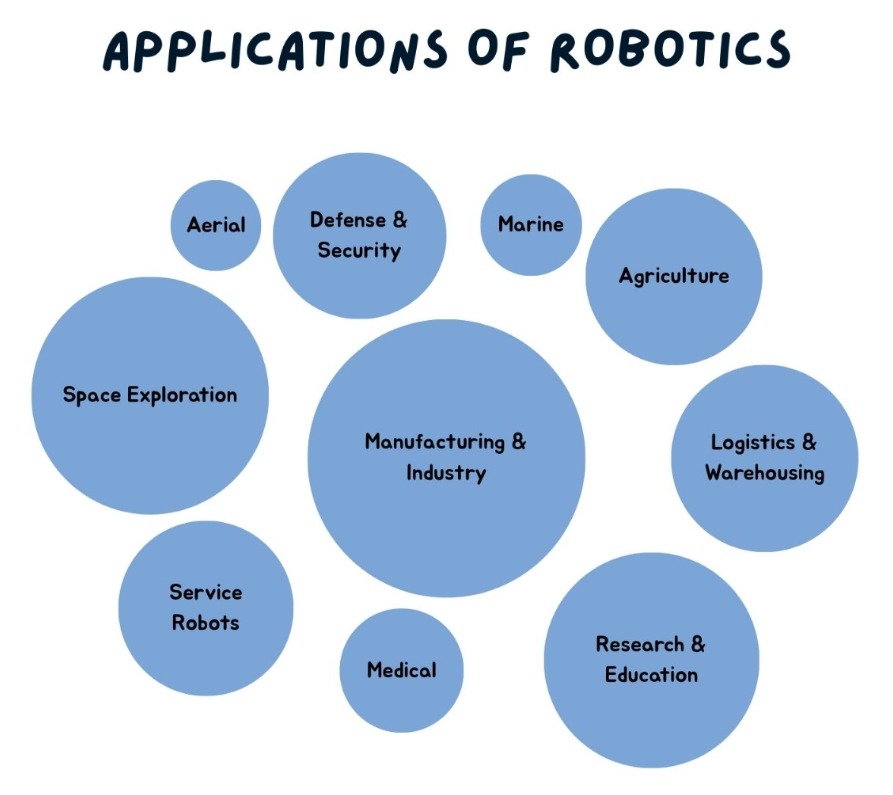 APPLICATIONS OF ROBOTICS
Aerial
Defense &
Security
Marine
Agriculture
Space Exploration
Manufacturing &
Industry
Logistics &
Warehousing
Service
Robots
Medical
Research &
Education